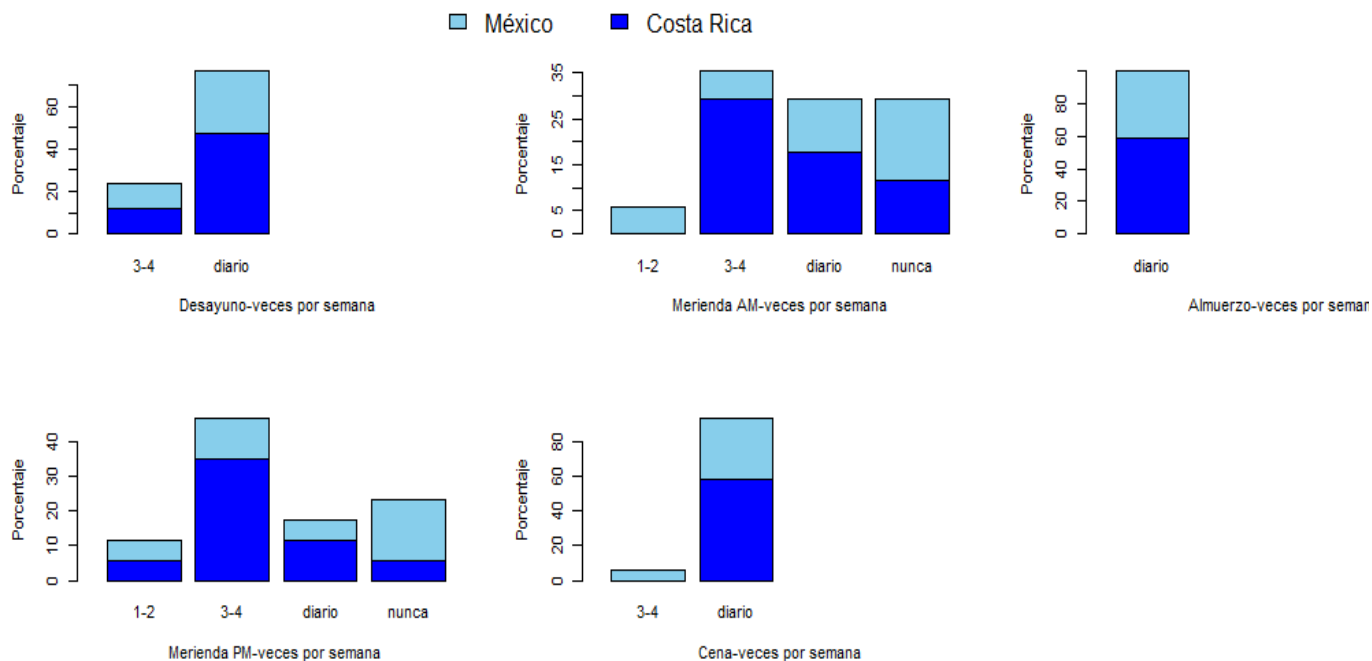 México Costa Rica
Porcentaje
0 20 40 60
3-4 diario
Desayuno-veces por semana
Porcentaje
0 5 15 25 35
1-2 3-4 diario nunca
Merienda AM-veces por semana
Porcentaje
0 20 40 60 80
diario
Almuerzo-veces por seman
Porcentaje
0 10 20 30 40
1-2 3-4 diario nunca
Merienda PM-veces por semana
Porcentaje
0 20 40 60 80
3-4 diario
Cena-veces por semana